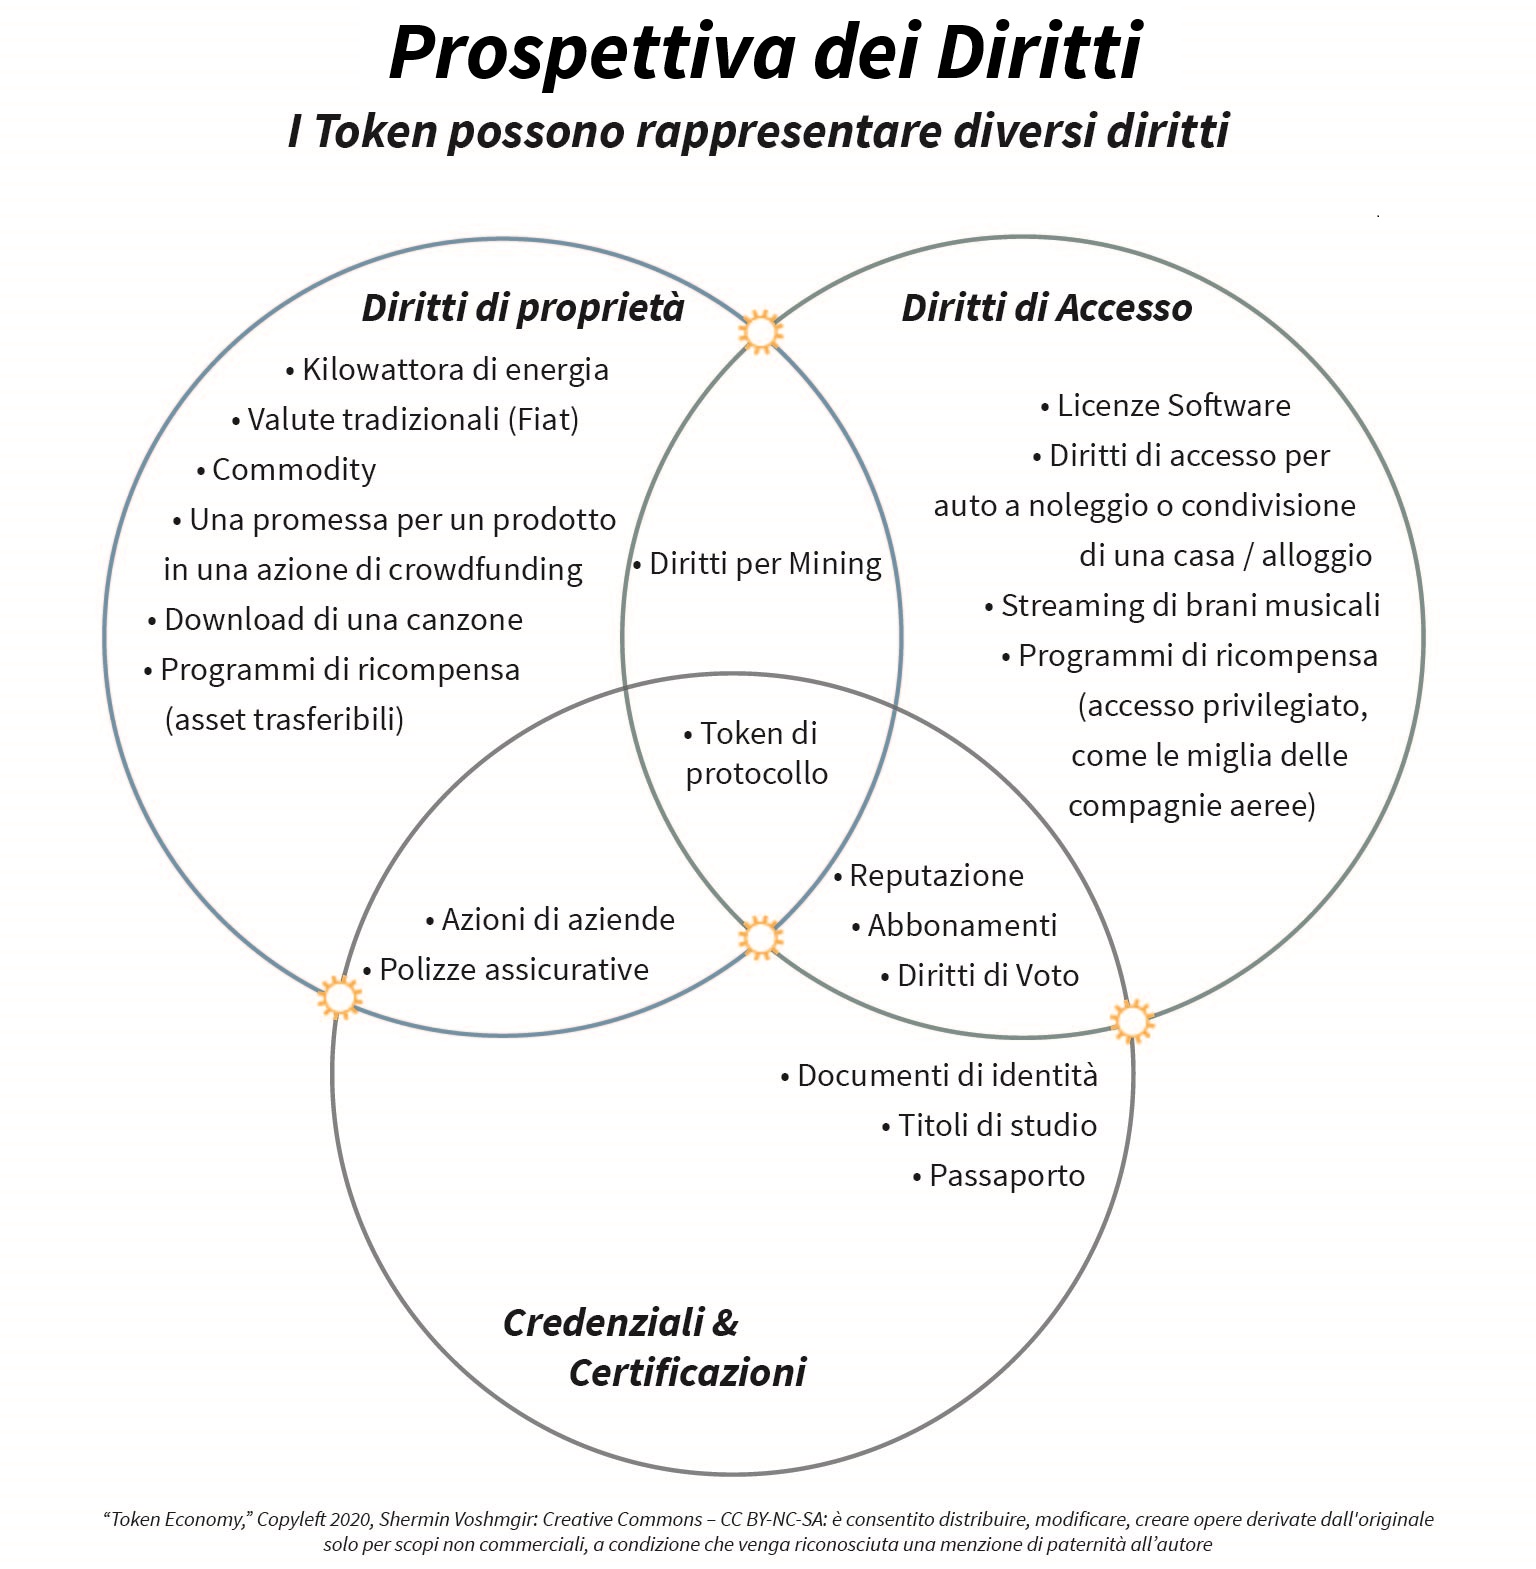 Prospettiva dei Diritti
I Token possono rappresentare diversi diritti
Diritti di proprietà
• Kilowattora di energia
• Valute tradizionali (Fiat)
• Commodity
• Una promessa per un prodotto
in una azione di crowdfunding
• Download di una canzone
• Programmi di ricompensa
(asset trasferibili)
Diritti di Accesso
• Licenze Software
• Diritti di accesso per
auto a noleggio o condivisione
di una casa / alloggio
• Streaming di brani musicali
• Programmi di ricompensa
(accesso privilegiato,
come le miglia delle
compagnie aeree)
• Diritti per Mining
• Token di
protocollo
• Azioni di aziende
• Polizze assicurative
• Reputazione
• Abbonamenti
• Diritti di Voto
• Documenti di identità
• Titoli di studio
• Passaporto
Credenziali &
Certificazioni
“Token Economy,” Copyleft 2020, Shermin Voshmgir: Creative Commons – CC BY-NC-SA: è consentito distribuire, modificare, creare opere derivate dall'originale
solo per scopi non commerciali, a condizione che venga riconosciuta una menzione di paternità all’autore